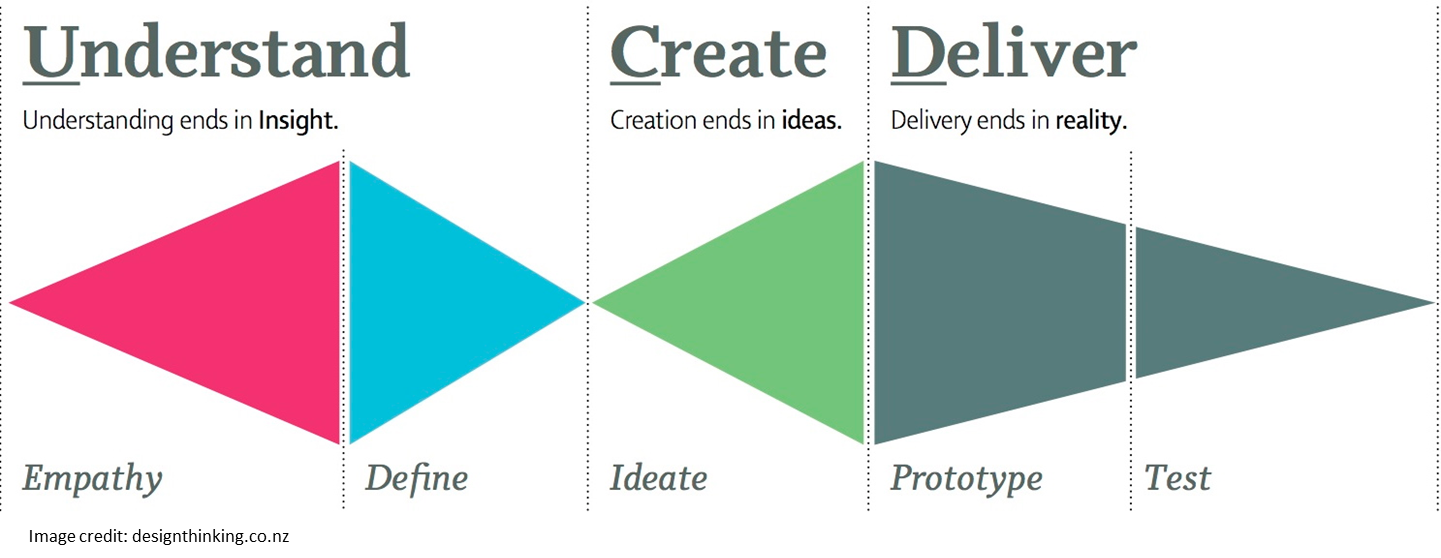 Understand
Create
Deliver
Understanding ends in Insight.
Creation ends in ideas.
Delivery ends in reality.
Empathy
Define
Ideate
Prototype
Test
Image credit: designthinking.co.nz